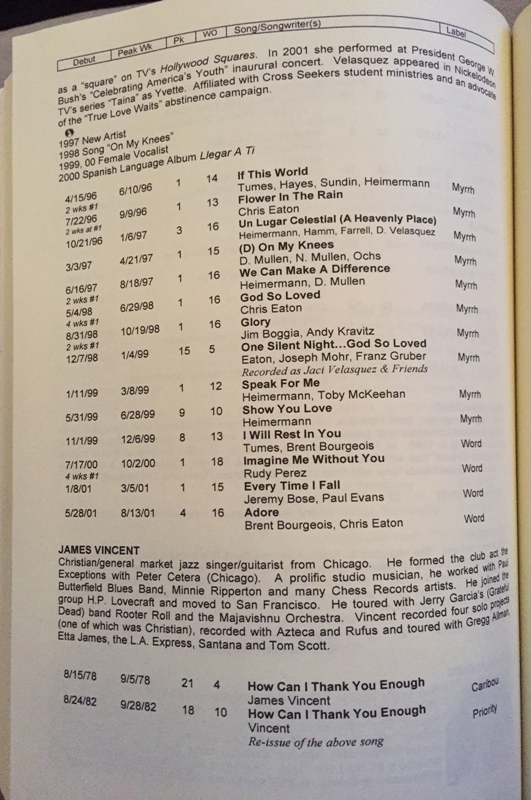 Debut Peak Wk Pk WO Song/Songwriter(s) Label
as a "square" on TV's Hollywood Squares. In 2001 she performed at President George W
Bush's "Celebrating America's Youth" inaurural concert. Velasquez appeared in Nickelodeon
TV's series "Taina" as Yvette. Affiliated with Cross Seekers student ministries and an advocate
of the "True Love Waits" abstinence campaign.
1997 New Artist
1998 Song "On My Knees"
1999, 00 Female Vocalist
2000 Spanish Language Album Llegar A Ti
4/15/96 6/10/96 1 14 If This World Myrrh
2 wks #1 Tumes, Hayes, Sundin, Heimermann
7/22/96 9/9/96 1 13 Flower In The Rain Myrrh
2 wks at #1 Chris Eaton
10/21/96 1/6/97 3 16 Un Lugar Celestial (A Heavenly Place) Myrrh
Heimermann, Hamm, Farrell, D. Velasquez
3/3/97 4/21/97 1 15 (D) On My Knees Myrrh
D. Mullen, N. Mullen, Ochs
6/16/97 8/18/97 1 16 We Can Make A Difference Myrrh
2 wks #1 Heimermann, D. Mullen
5/4/98 6/29/98 1 16 God So Loved Myrrh
4 wks #1 Chris Eaton
8/31/98 10/19/98 1 16 Glory Myrrh
2 wks #1 Jim Boggia, Andy Kravitz
12/7/98 1/4/99 15 5 One Silent Night...God So Loved Myrrh
Eaton, Joseph Mohr, Franz Gruber
Recorded as Jaci Velasquez & Friends
1/11/99 3/8/99 1 12 Speak For Me Myrrh
Heimermann, Toby McKeehan
5/31/99 6/28/99 9 10 Show You Love Myrrh
Heimermann
11/1/99 12/6/99 8 13 I Will Rest In You Word
Tumes, Brent Bourgeois
7/17/00 10/2/00 1 18 Imagine Me Without You Word
4 wks #1 Rudy Perez
1/8/01 3/5/01 1 15 Every Time I Fall Word
Jeremy Bose, Paul Evans
5/28/01 8/13/01 4 16 Adore Word
Brent Bourgeois, Chris Eaton
JAMES VINCENT
Christian/general market jazz singer/guitarist from Chicago. He formed the club act the
Exceptions with Peter Cetera (Chicago). A prolific studio musician, he worked with Paul
Butterfield Blues Band, Minnie Ripperton and many Chess Records artists. He joined the
group H.P. Lovecraft and moved to San Francisco. He toured with Jerry Garcia's (Grateful
Dead) band Rooter Roll and the Majavishnu Orchestra. Vincent recorded four solo projects
(one of which was Christian), recorded with Azteca and Rufus and toured with Gregg Allman,
Etta James, the L.A. Express, Santana and Tom Scott.
8/15/78 9/5/78 21 4 How Can I Thank You Enough Caribou
James Vincent
8/24/82 9/28/82 18 10 How Can I Thank You Enough Priority
Vincent
Re-issue of the above song